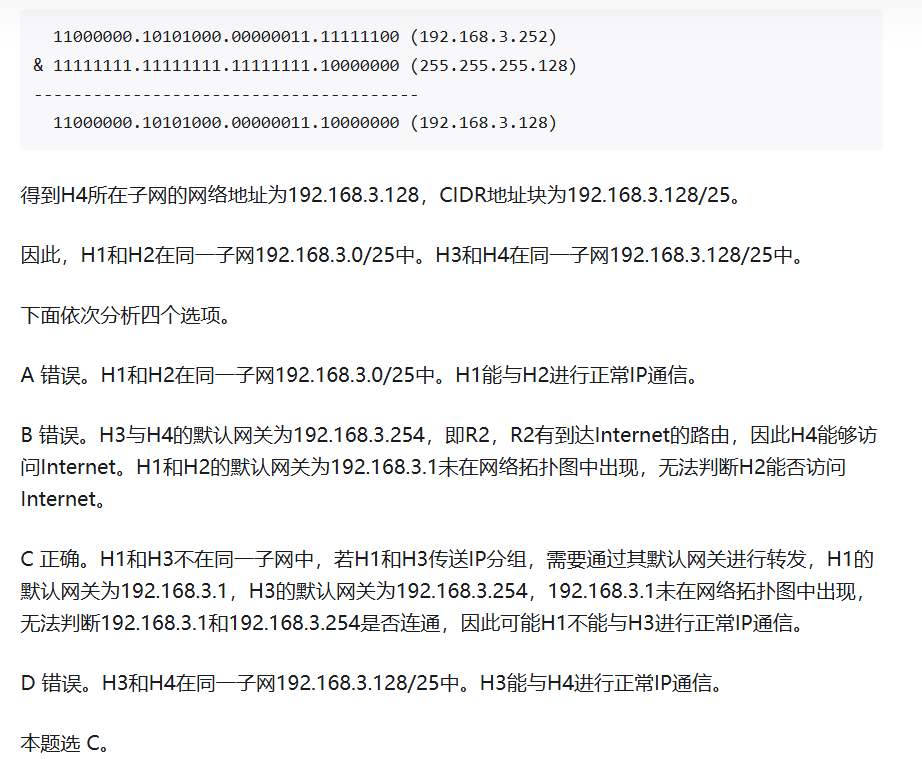 11000000.10101000.00000011.11111100 (192.168.3.252)
& 11111111.11111111.11111111.10000000 (255.255.255.128)
---------------------------------------
11000000.10101000.00000011.10000000 (192.168.3.128)
得到H4所在子网的网络地址为192.168.3.128，CIDR地址块为192.168.3.128/25。
因此，H1和H2在同一子网192.168.3.0/25中。H3和H4在同一子网192.168.3.128/25中。
下面依次分析四个选项。
A 错误。H1和H2在同一子网192.168.3.0/25中。H1能与H2进行正常IP通信。
B 错误。H3与H4的默认网关为192.168.3.254，即R2，R2有到达Internet的路由，因此H4能够访
问Internet。H1和H2的默认网关为192.168.3.1未在网络拓扑图中出现，无法判断H2能否访问
Internet。
C 正确。H1和H3不在同一子网中，若H1和H3传送IP分组，需要通过其默认网关进行转发，H1的
默认网关为192.168.3.1，H3的默认网关为192.168.3.254，192.168.3.1未在网络拓扑图中出现，
无法判断192.168.3.1和192.168.3.254是否连通，因此可能H1不能与H3进行正常IP通信。
D 错误。H3和H4在同一子网192.168.3.128/25中。H3能与H4进行正常IP通信。
本题选 C。